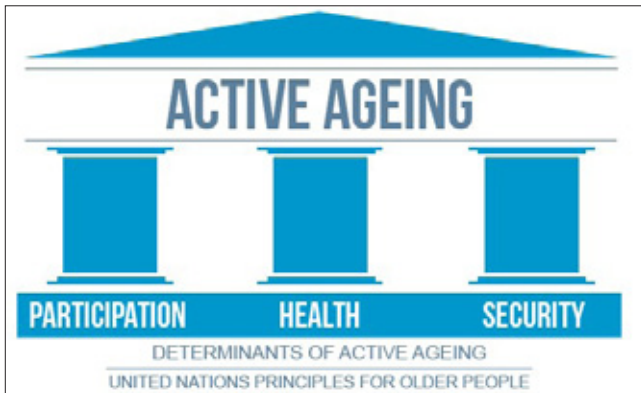 ACTIVE AGEING
PARTICIPATION HEALTH SECURITY
DETERMINANTS OF ACTIVE AGEING
UNITED NATIONS PRINCIPLES FOR OLDER PEOPLE